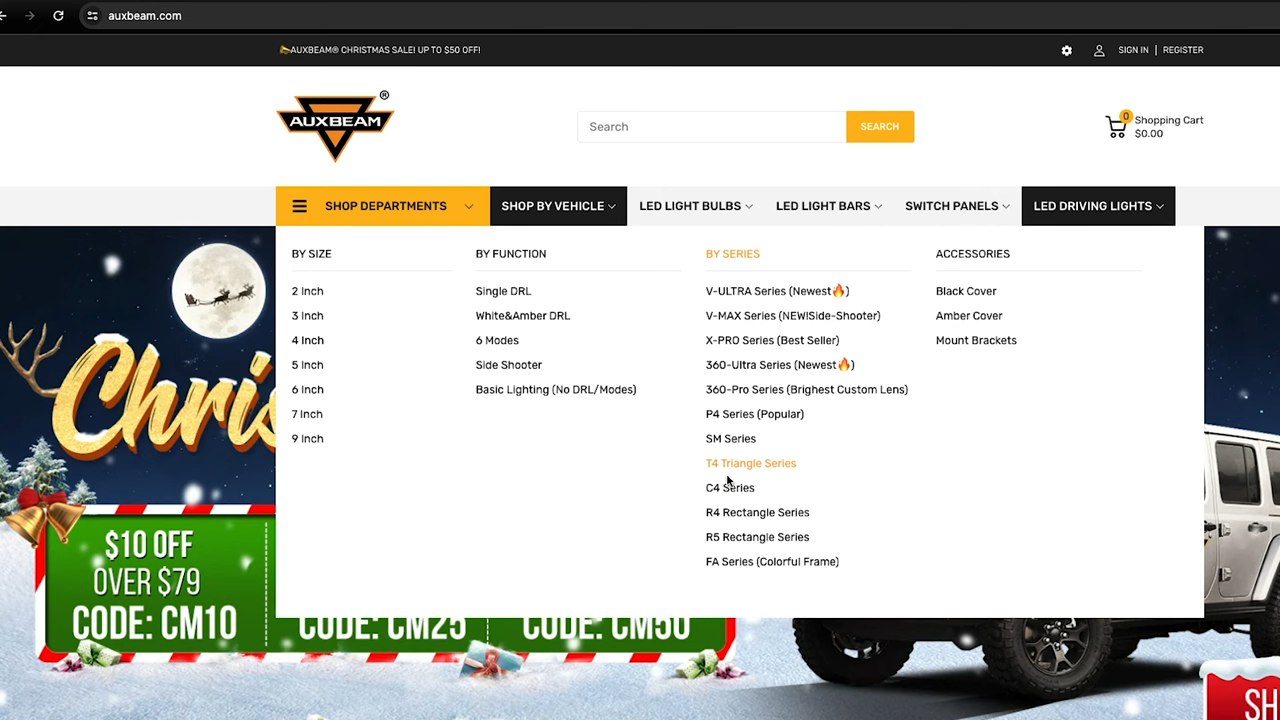 auxbeam.com
AUXBEAM® CHRISTMAS SALE! UP TO $50 OFF!
SIGN IN | REGISTER
AUXBEAM®
Search
SEARCH
0
Shopping Cart
$0.00
SHOP DEPARTMENTS
SHOP BY VEHICLE
LED LIGHT BULBS
LED LIGHT BARS
SWITCH PANELS
LED DRIVING LIGHTS
BY SIZE
2 Inch
3 Inch
4 Inch
5 Inch
6 Inch
7 Inch
9 Inch
BY FUNCTION
Single DRL
White&Amber DRL
6 Modes
Side Shooter
Basic Lighting (No DRL/Modes)
BY SERIES
V-ULTRA Series (Newest🔥)
V-MAX Series (NEW!Side-Shooter)
X-PRO Series (Best Seller)
360-Ultra Series (Newest🔥)
360-Pro Series (Brighest Custom Lens)
P4 Series (Popular)
SM Series
T4 Triangle Series
C4 Series
R4 Rectangle Series
R5 Rectangle Series
FA Series (Colorful Frame)
ACCESSORIES
Black Cover
Amber Cover
Mount Brackets
Chris
$10 OFF
OVER $79
CODE: CM10
CODE: CM25
CODE: CM50
SH